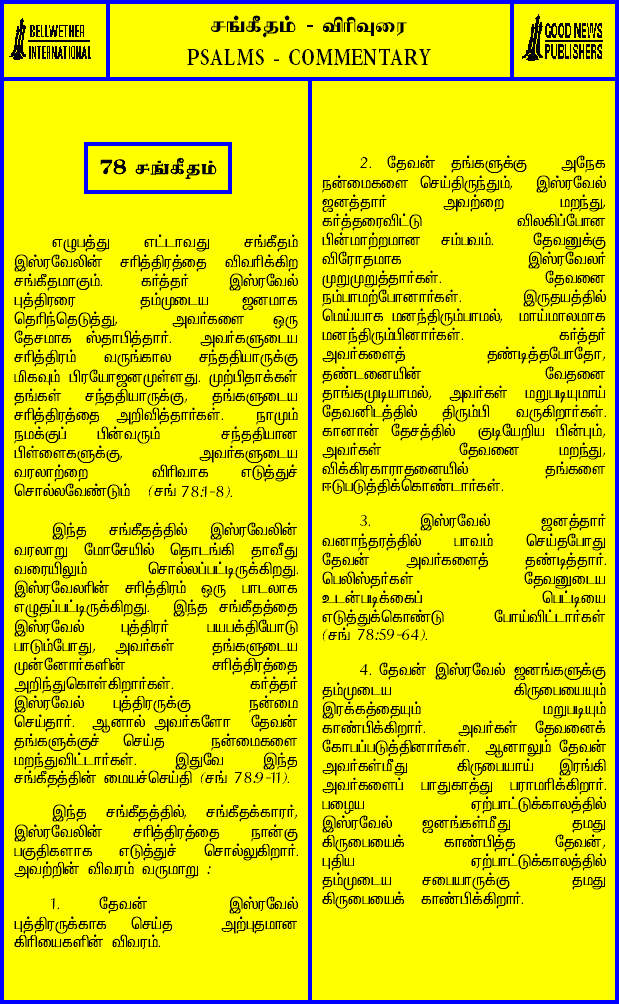 BELLWETHER
INTERNATIONAL
சங்கீதம் - விரிவுரை
PSALMS - COMMENTARY
GOOD NEWS
PUBLISHERS
78 சங்கீதம்
எழுபத்து எட்டாவது சங்கீதம்
இஸ்ரவேலின் சரித்திரத்தை விவரிக்கிற
சங்கீதமாகும். கர்த்தர் இஸ்ரவேல்
புத்திரரை தம்முடைய ஜனமாக
தெரிந்தெடுத்து, அவர்களை ஒரு
தேசமாக ஸ்தாபித்தார். அவர்களுடைய
சரித்திரம் வருங்கால சந்ததியாருக்கு
மிகவும் பிரயோஜனமுள்ளது. முற்பிதாக்கள்
தங்கள் சந்ததியாருக்கு, தங்களுடைய
சரித்திரத்தை அறிவித்தார்கள். நாமும்
நமக்குப் பின்வரும் சந்ததியான
பிள்ளைகளுக்கு, அவர்களுடைய
வரலாற்றை விரிவாக எடுத்துச்
சொல்லவேண்டும் (சங் 78:1-8).
இந்த சங்கீதத்தில் இஸ்ரவேலின்
வரலாறு மோசேயில் தொடங்கி தாவீது
வரையிலும் சொல்லப்பட்டிருக்கிறது.
இஸ்ரவேலரின் சரித்திரம் ஒரு பாடலாக
எழுதப்பட்டிருக்கிறது. இந்த சங்கீதத்தை
இஸ்ரவேல் புத்திரர் பயபக்தியோடு
பாடும்போது, அவர்கள் தங்களுடைய
முன்னோர்களின் சரித்திரத்தை
அறிந்துகொள்கிறார்கள். கர்த்தர்
இஸ்ரவேல் புத்திரருக்கு நன்மை
செய்தார். ஆனால் அவர்களோ தேவன்
தங்களுக்குச் செய்த நன்மைகளை
மறந்துவிட்டார்கள். இதுவே இந்த
சங்கீதத்தின் மையச்செய்தி (சங் 78:9-11).
இந்த சங்கீதத்தில், சங்கீதக்காரர்,
இஸ்ரவேலின் சரித்திரத்தை நான்கு
பகுதிகளாக எடுத்துச் சொல்லுகிறார்.
அவற்றின் விவரம் வருமாறு :
1. தேவன் இஸ்ரவேல்
புத்திரருக்காக செய்த அற்புதமான
கிரியைகளின் விவரம்.
2. தேவன் தங்களுக்கு அநேக
நன்மைகளை செய்திருந்தும், இஸ்ரவேல்
ஜனத்தார் அவற்றை மறந்து,
கர்த்தரைவிட்டு விலகிப்போன
பின்மாற்றமான சம்பவம். தேவனுக்கு
விரோதமாக இஸ்ரவேலர்
முறுமுறுத்தார்கள். தேவனை
நம்பாமற்போனார்கள். இருதயத்தில்
மெய்யாக மனந்திரும்பாமல், மாய்மாலமாக
மனந்திரும்பினார்கள். கர்த்தர்
அவர்களைத் தண்டித்தபோதோ,
தண்டனையின் வேதனை
தாங்கமுடியாமல், அவர்கள் மறுபடியுமாய்
தேவனிடத்தில் திரும்பி வருகிறார்கள்.
கானான் தேசத்தில் குடியேறிய பின்பும்,
அவர்கள் தேவனை மறந்து,
விக்கிரகாராதனையில் தங்களை
ஈடுபடுத்திக்கொண்டார்கள்.
3. இஸ்ரவேல் ஜனத்தார்
வனாந்தரத்தில் பாவம் செய்தபோது
தேவன் அவர்களைத் தண்டித்தார்.
பெலிஸ்தர்கள் தேவனுடைய
உடன்படிக்கைப் பெட்டியை
எடுத்துக்கொண்டு போய்விட்டார்கள்
(சங் 78:59-64).
4. தேவன் இஸ்ரவேல் ஜனங்களுக்கு
தம்முடைய கிருபையையும்
இரக்கத்தையும் மறுபடியும்
காண்பிக்கிறார். அவர்கள் தேவனைக்
கோபப்படுத்தினார்கள். ஆனாலும் தேவன்
அவர்கள்மீது கிருபையாய் இரங்கி
அவர்களைப் பாதுகாத்து பராமரிக்கிறார்.
பழைய ஏற்பாட்டுக்காலத்தில்
இஸ்ரவேல் ஜனங்கள்மீது தமது
கிருபையைக் காண்பித்த தேவன்,
புதிய ஏற்பாட்டுக்காலத்தில்
தம்முடைய சபையாருக்கு தமது
கிருபையைக் காண்பிக்கிறார்.